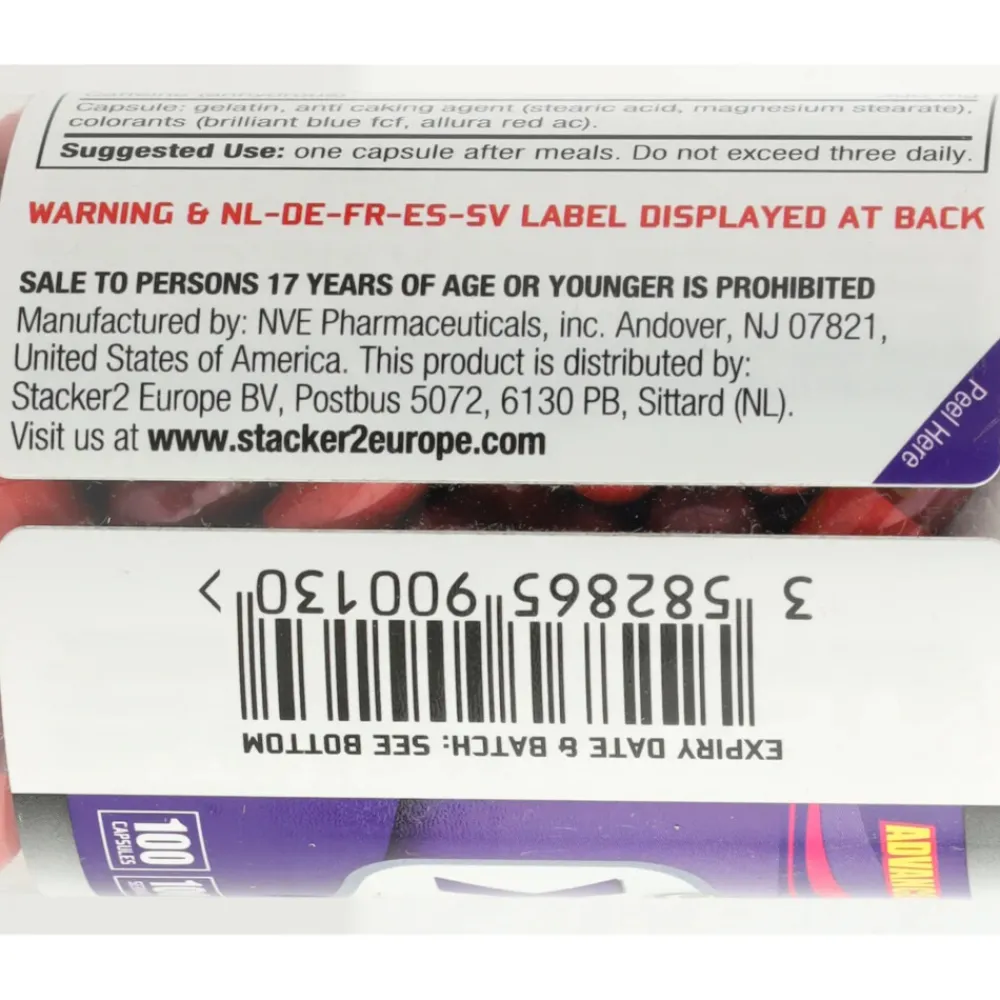 Capsule: gelatin, anti caking agent (stearic acid, magnesium stearate),
colorants (brilliant blue fcf, allura red ac).
Suggested Use: one capsule after meals. Do not exceed three daily.
WARNING & NL-DE-FR-ES-SV LABEL DISPLAYED AT BACK
SALE TO PERSONS 17 YEARS OF AGE OR YOUNGER IS PROHIBITED
Manufactured by: NVE Pharmaceuticals, inc. Andover, NJ 07821,
United States of America. This product is distributed by:
Stacker2 Europe BV, Postbus 5072, 6130 PB, Sittard (NL).
Visit us at www.stacker2europe.com
Peel Here
EXPIRY DATE & BATCH: SEE BOTTOM
3 582865 900130 >
100
CAPSULES